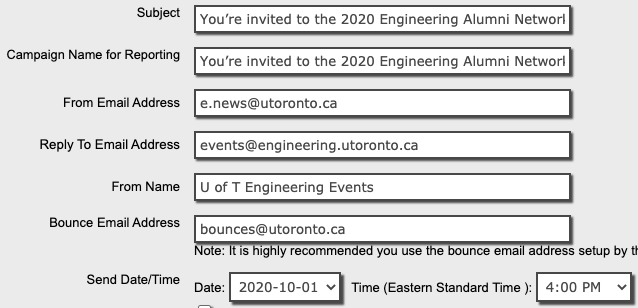 Subject You’re invited to the 2020 Engineering Alumni Network
Campaign Name for Reporting You’re invited to the 2020 Engineering Alumni Network
From Email Address e.news@utoronto.ca
Reply To Email Address events@engineering.utoronto.ca
From Name U of T Engineering Events
Bounce Email Address bounces@utoronto.ca
Note: It is highly recommended you use the bounce email address setup by
Send Date/Time Date: 2020-10-01 Time (Eastern Standard Time ): 4:00 PM